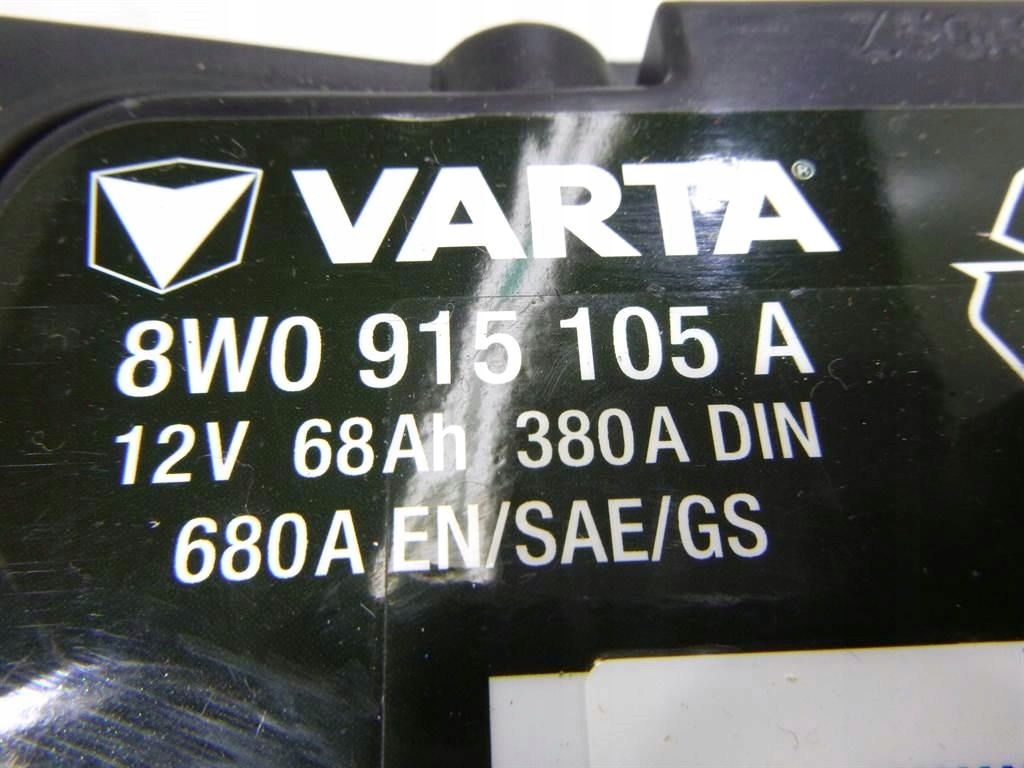 VARTA®
8W0 915 105 A
12V 68Ah 380A DIN
680A EN/SAE/GS